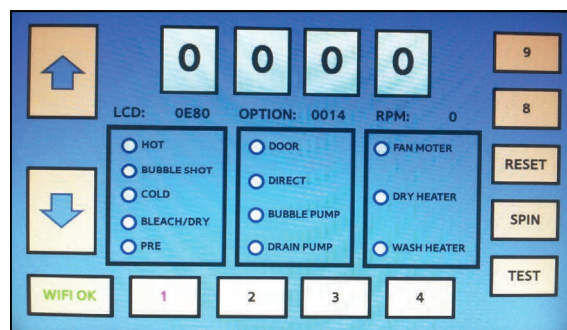 0 0 0 0
9
LCD: 0E80 OPTION: 0014 RPM: 0
8
HOT
BUBBLE SHOT
COLD
BLEACH/DRY
PRE
DOOR
DIRECT
BUBBLE PUMP
DRAIN PUMP
FAN MOTER
DRY HEATER
WASH HEATER
RESET
SPIN
TEST
WIFI OK
1
2
3
4